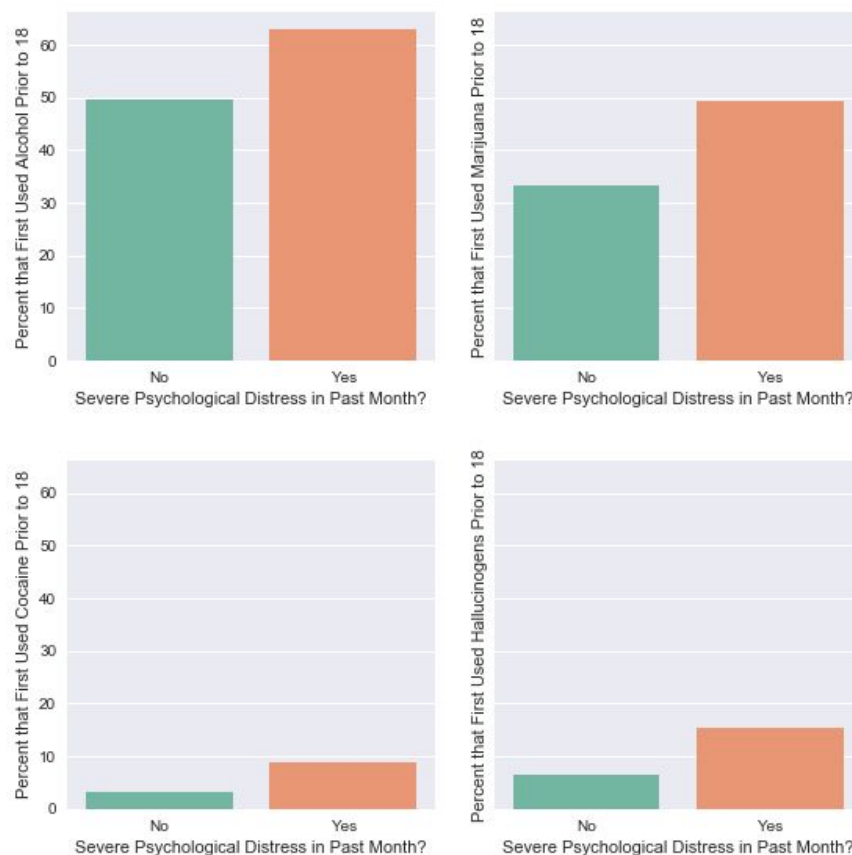 Percent that First Used Alcohol Prior to 18
60
50
40
30
20
10
0
No Yes
Severe Psychological Distress in Past Month?
Percent that First Used Marijuana Prior to 18
No Yes
Severe Psychological Distress in Past Month?
Percent that First Used Cocaine Prior to 18
60
50
40
30
20
10
0
No Yes
Severe Psychological Distress in Past Month?
Percent that First Used Hallucinogens Prior to 18
No Yes
Severe Psychological Distress in Past Month?